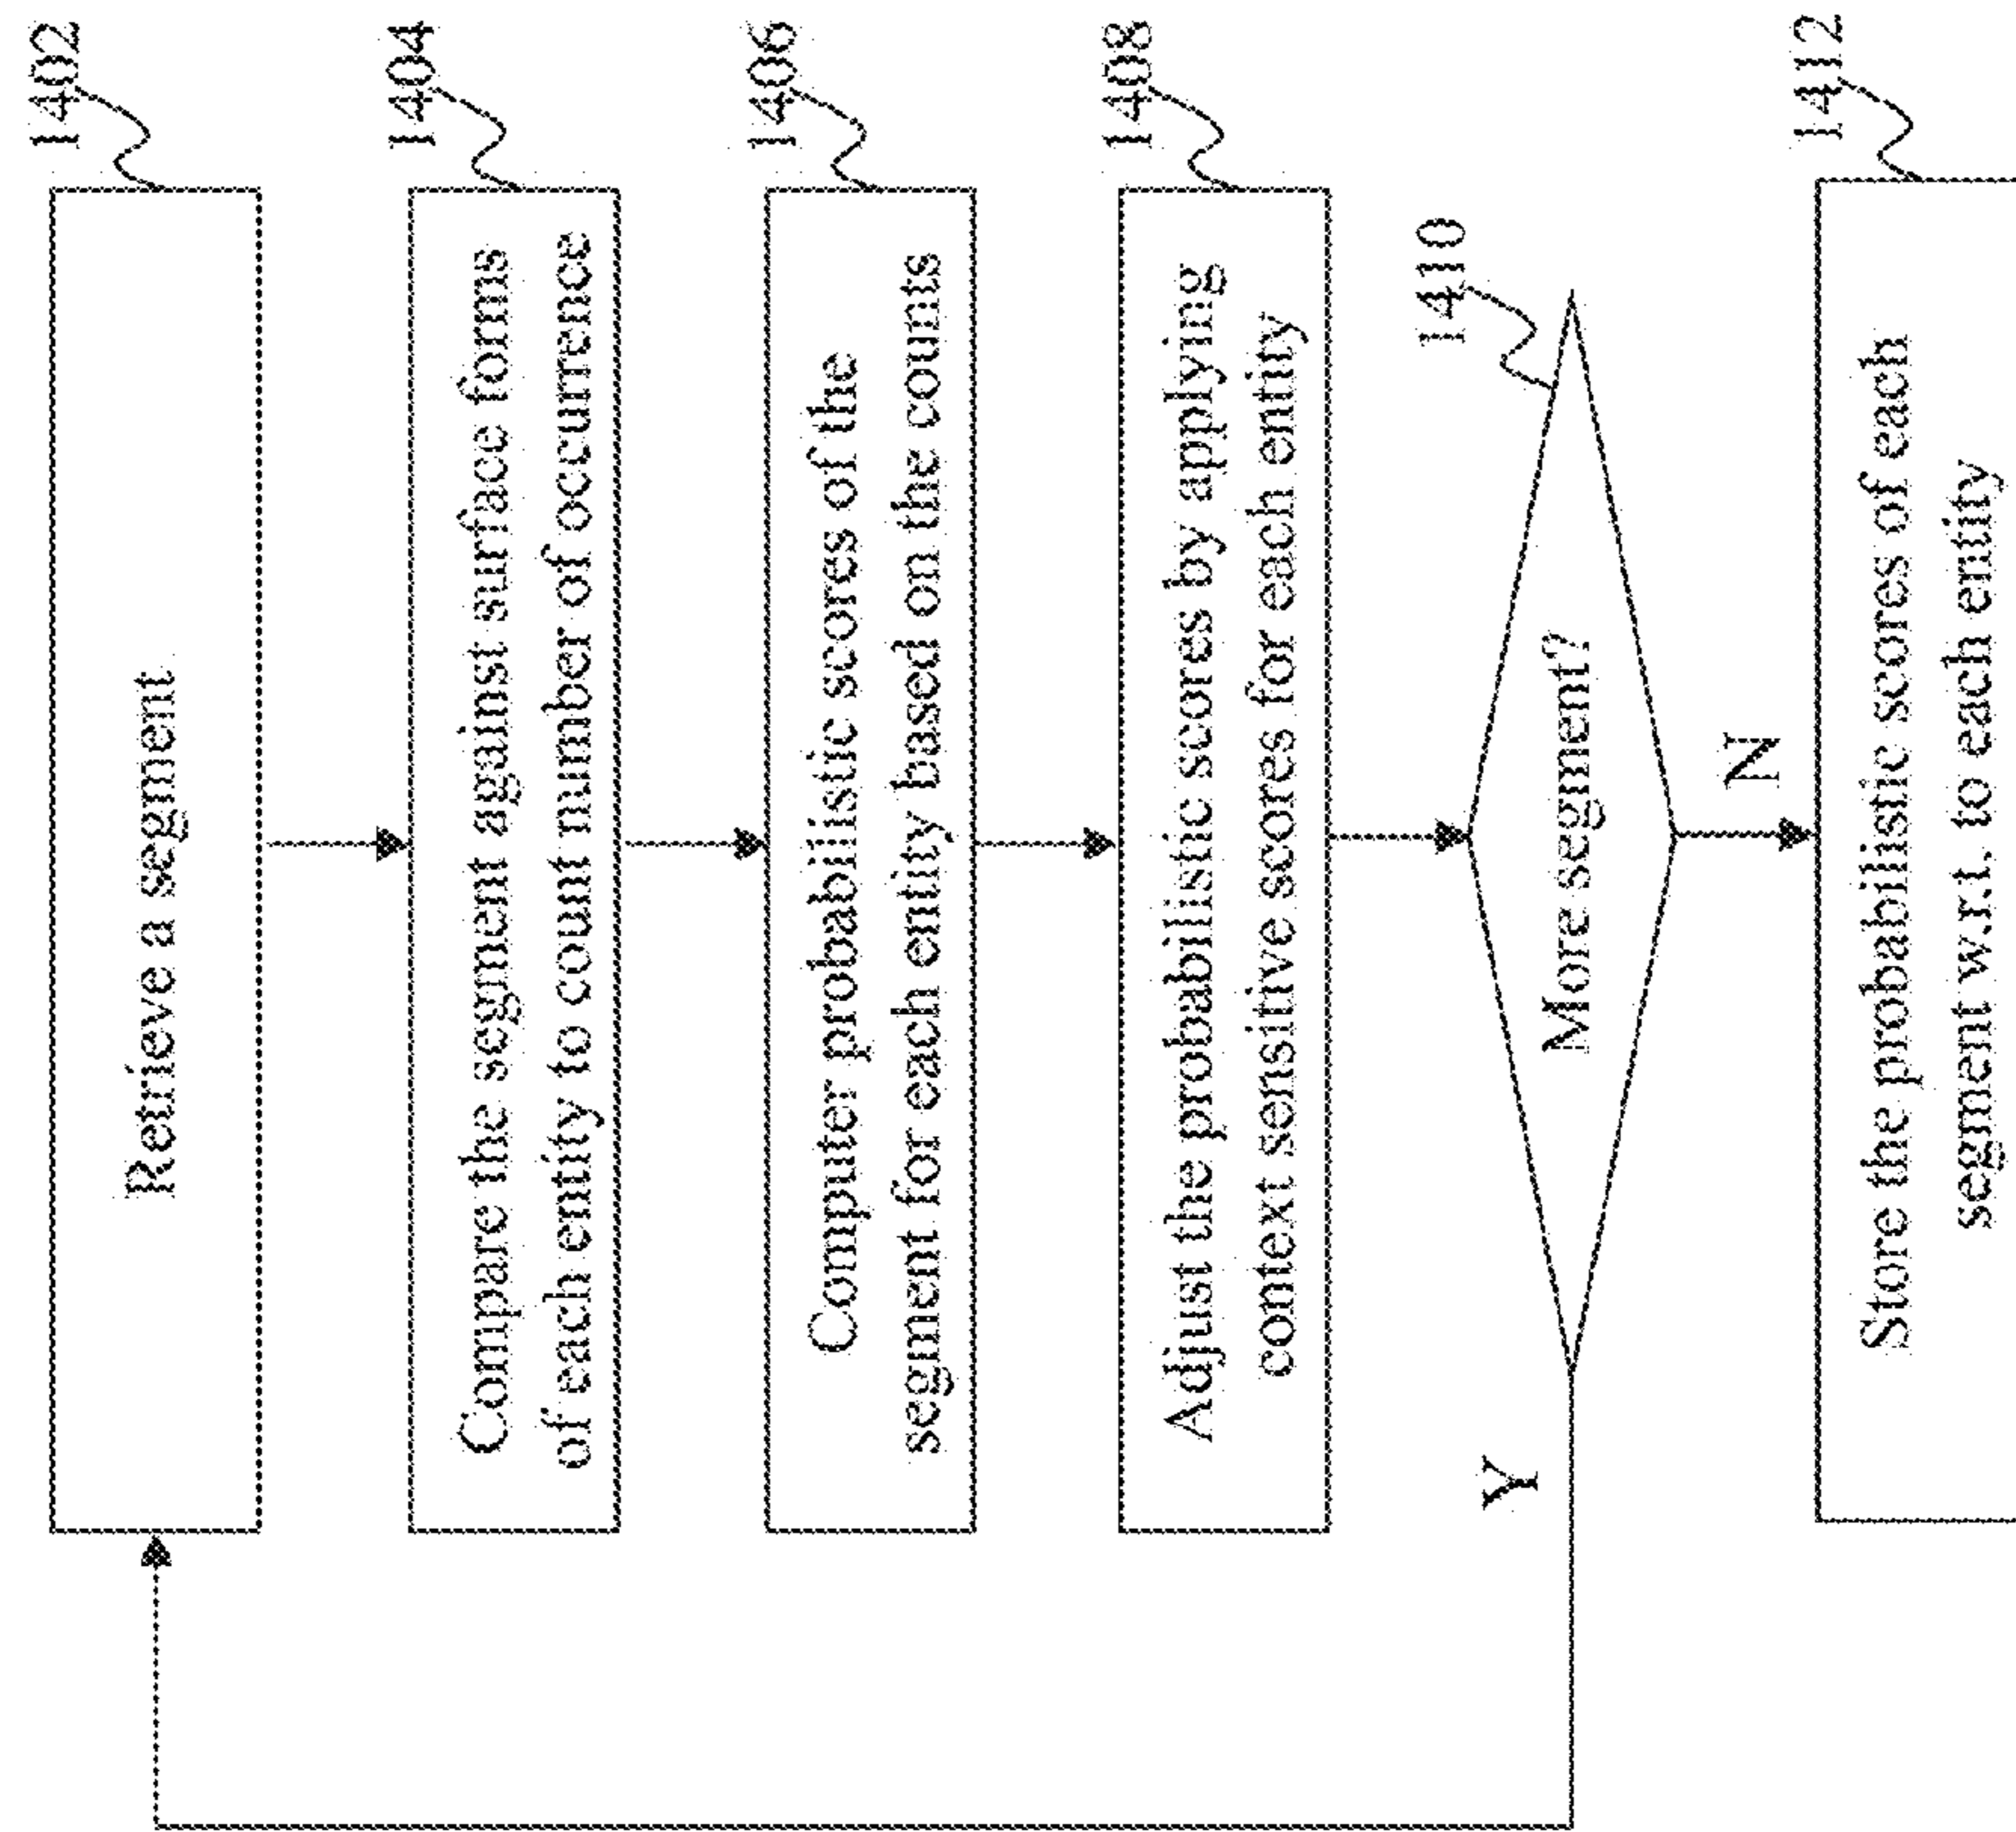 1402
Retrieve a segment
1404
Compare the segment against surface forms
of each entity to count number of occurrence
1406
Computer probabilistic scores of the
segment for each entity based on the counts
1408
Adjust the probabilistic scores by applying
context sensitive scores for each entity
1410
More segment?
Y
N
1412
Store the probabilistic scores of each
segment w.r.t. to each entity